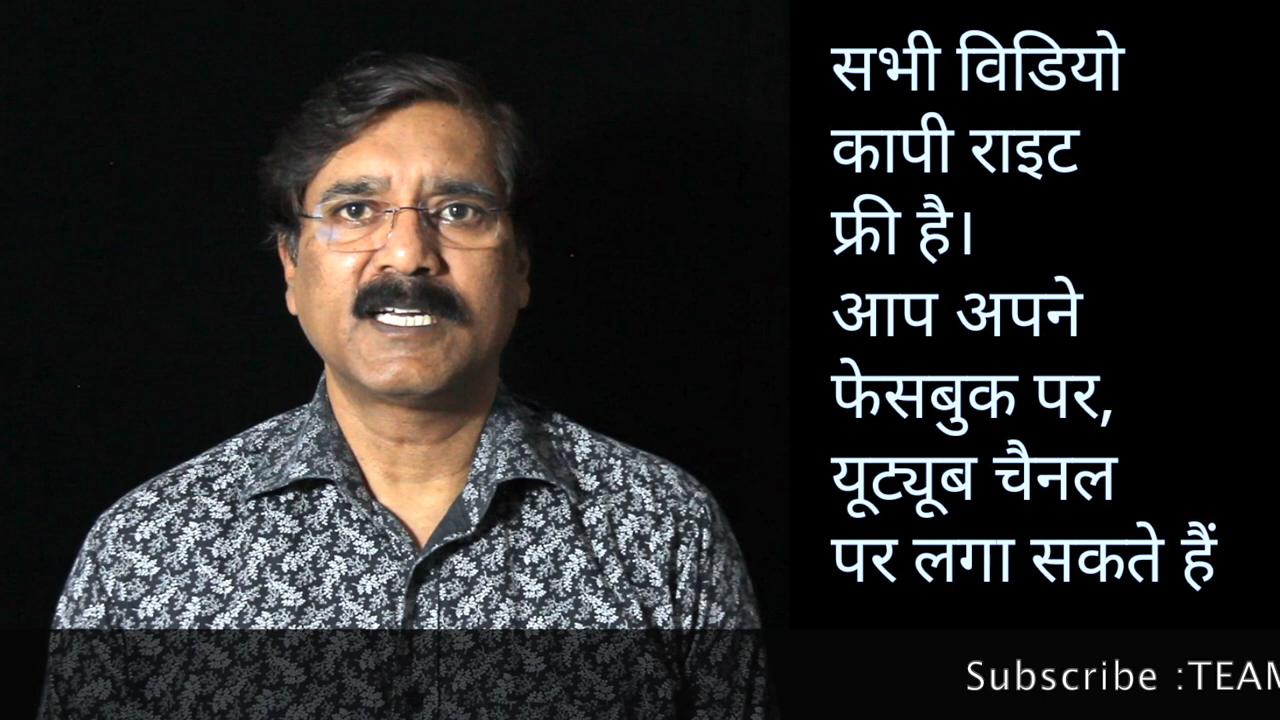 सभी विडियो
कापी राइट
फ्री है।
आप अपने
फेसबुक पर,
यूट्यूब चैनल
पर लगा सकते हैं
Subscribe :TEAM